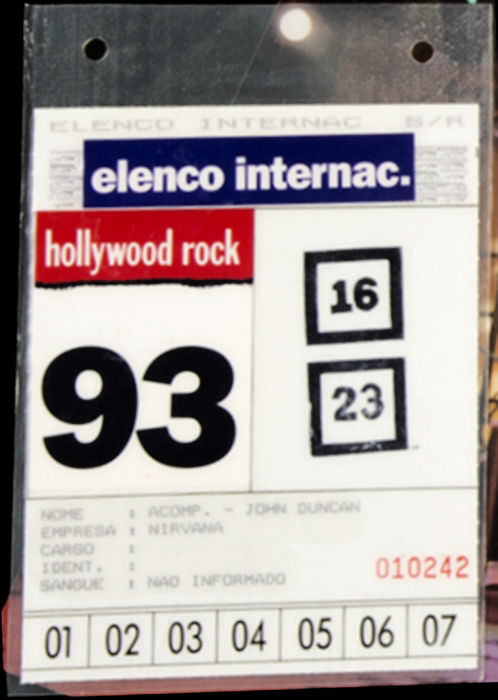 ELENCO INTERNAC S/R
elenco internac.
hollywood rock
93
16
23
NOME : ACOMP. - JOHN DUNCAN
EMPRESA : NIRVANA
CARGO :
IDENT. :
SANGUE : NAO INFORMADO
010242
01 02 03 04 05 06 07